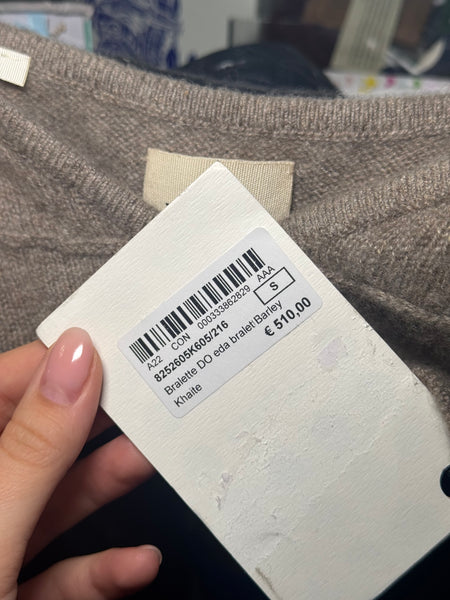 A22 CON 000333862829 AAA
S
8252605K605/216
Bralette DO eda bralet\Barley
Khaite
€ 510,00